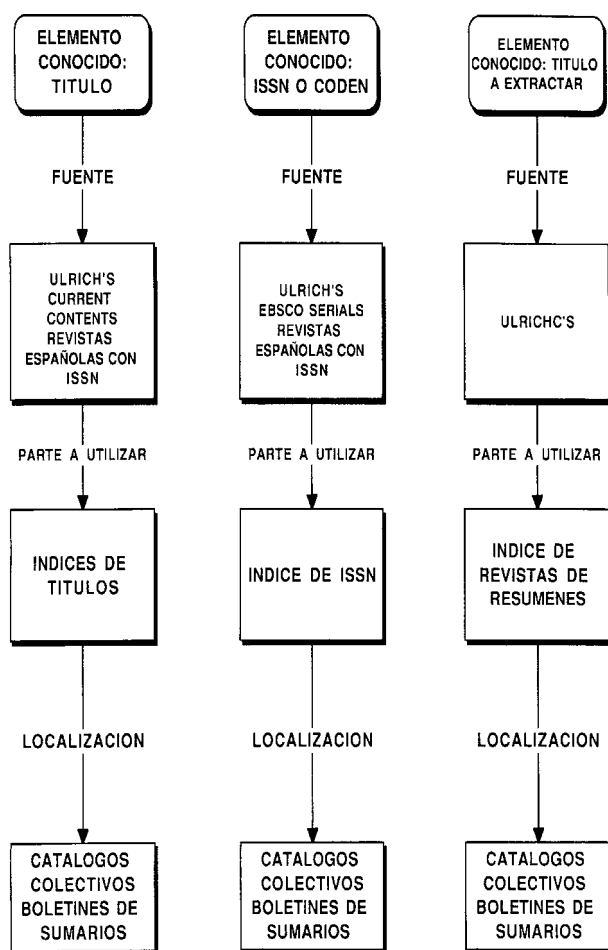 ELEMENTO
CONOCIDO:
TITULO
FUENTE
ULRICH'S
CURRENT
CONTENTS
REVISTAS
ESPAÑOLAS CON
ISSN
PARTE A UTILIZAR
INDICES DE
TITULOS
LOCALIZACION
CATALOGOS
COLECTIVOS
BOLETINES DE
SUMARIOS
ELEMENTO
CONOCIDO:
ISSN O CODEN
FUENTE
ULRICH'S
EBSCO SERIALS
REVISTAS
ESPAÑOLAS CON
ISSN
PARTE A UTILIZAR
INDICE DE ISSN
LOCALIZACION
CATALOGOS
COLECTIVOS
BOLETINES DE
SUMARIOS
ELEMENTO
CONOCIDO: TITULO
A EXTRACTAR
FUENTE
ULRICHC'S
PARTE A UTILIZAR
INDICE DE
REVISTAS DE
RESUMENES
LOCALIZACION
CATALOGOS
COLECTIVOS
BOLETINES DE
SUMARIOS